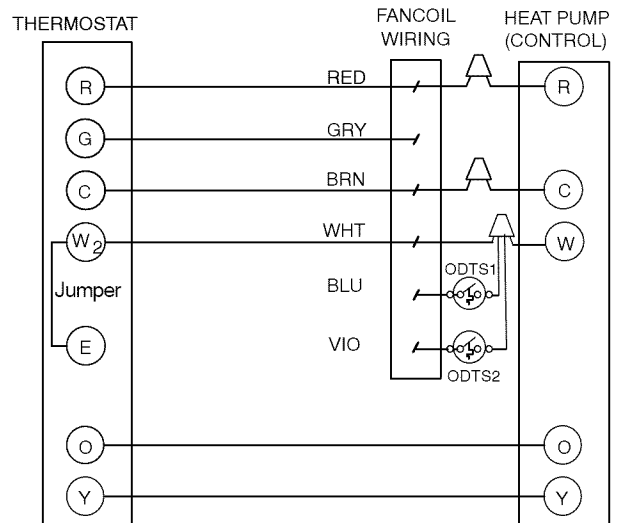 THERMOSTAT
FANCOIL
WIRING
HEAT PUMP
(CONTROL)
R
RED
R
G
GRY
C
BRN
C
W2
WHT
W
Jumper
BLU
ODTS1
E
VIO
ODTS2
O
O
Y
Y